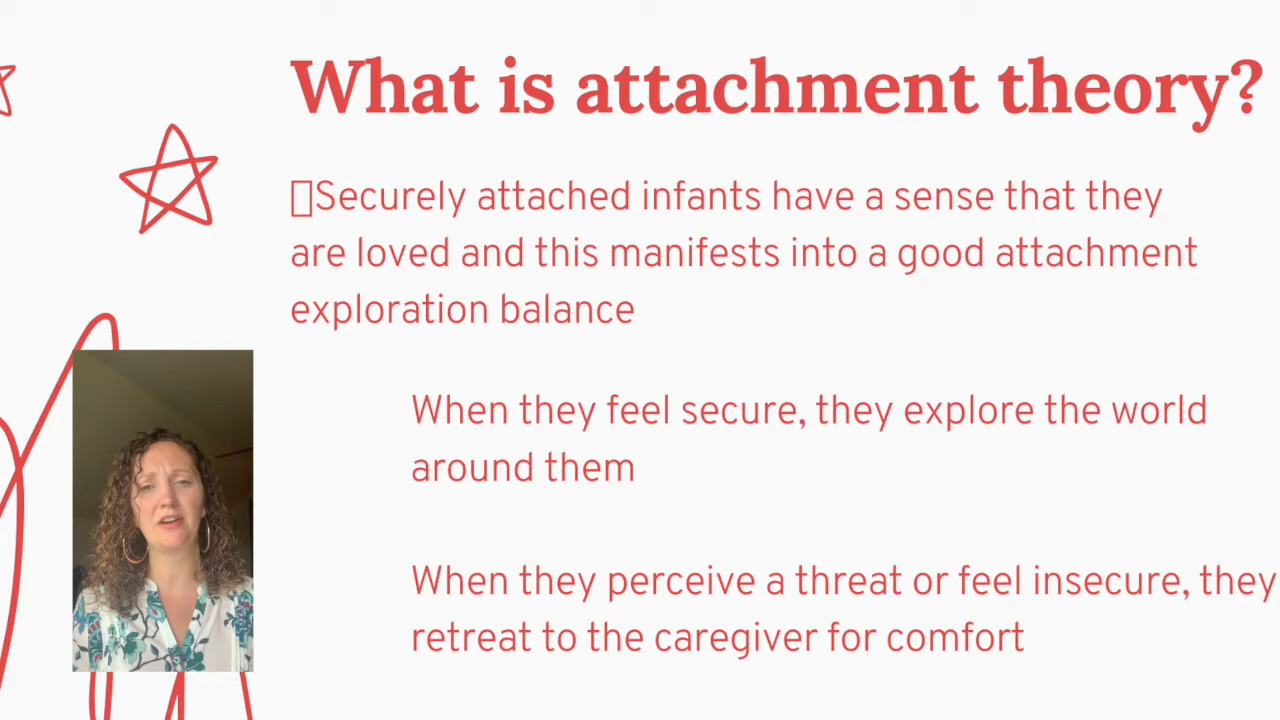 What is attachment theory?
Securely attached infants have a sense that they
are loved and this manifests into a good attachment
exploration balance
When they feel secure, they explore the world
around them
When they perceive a threat or feel insecure, they
retreat to the caregiver for comfort